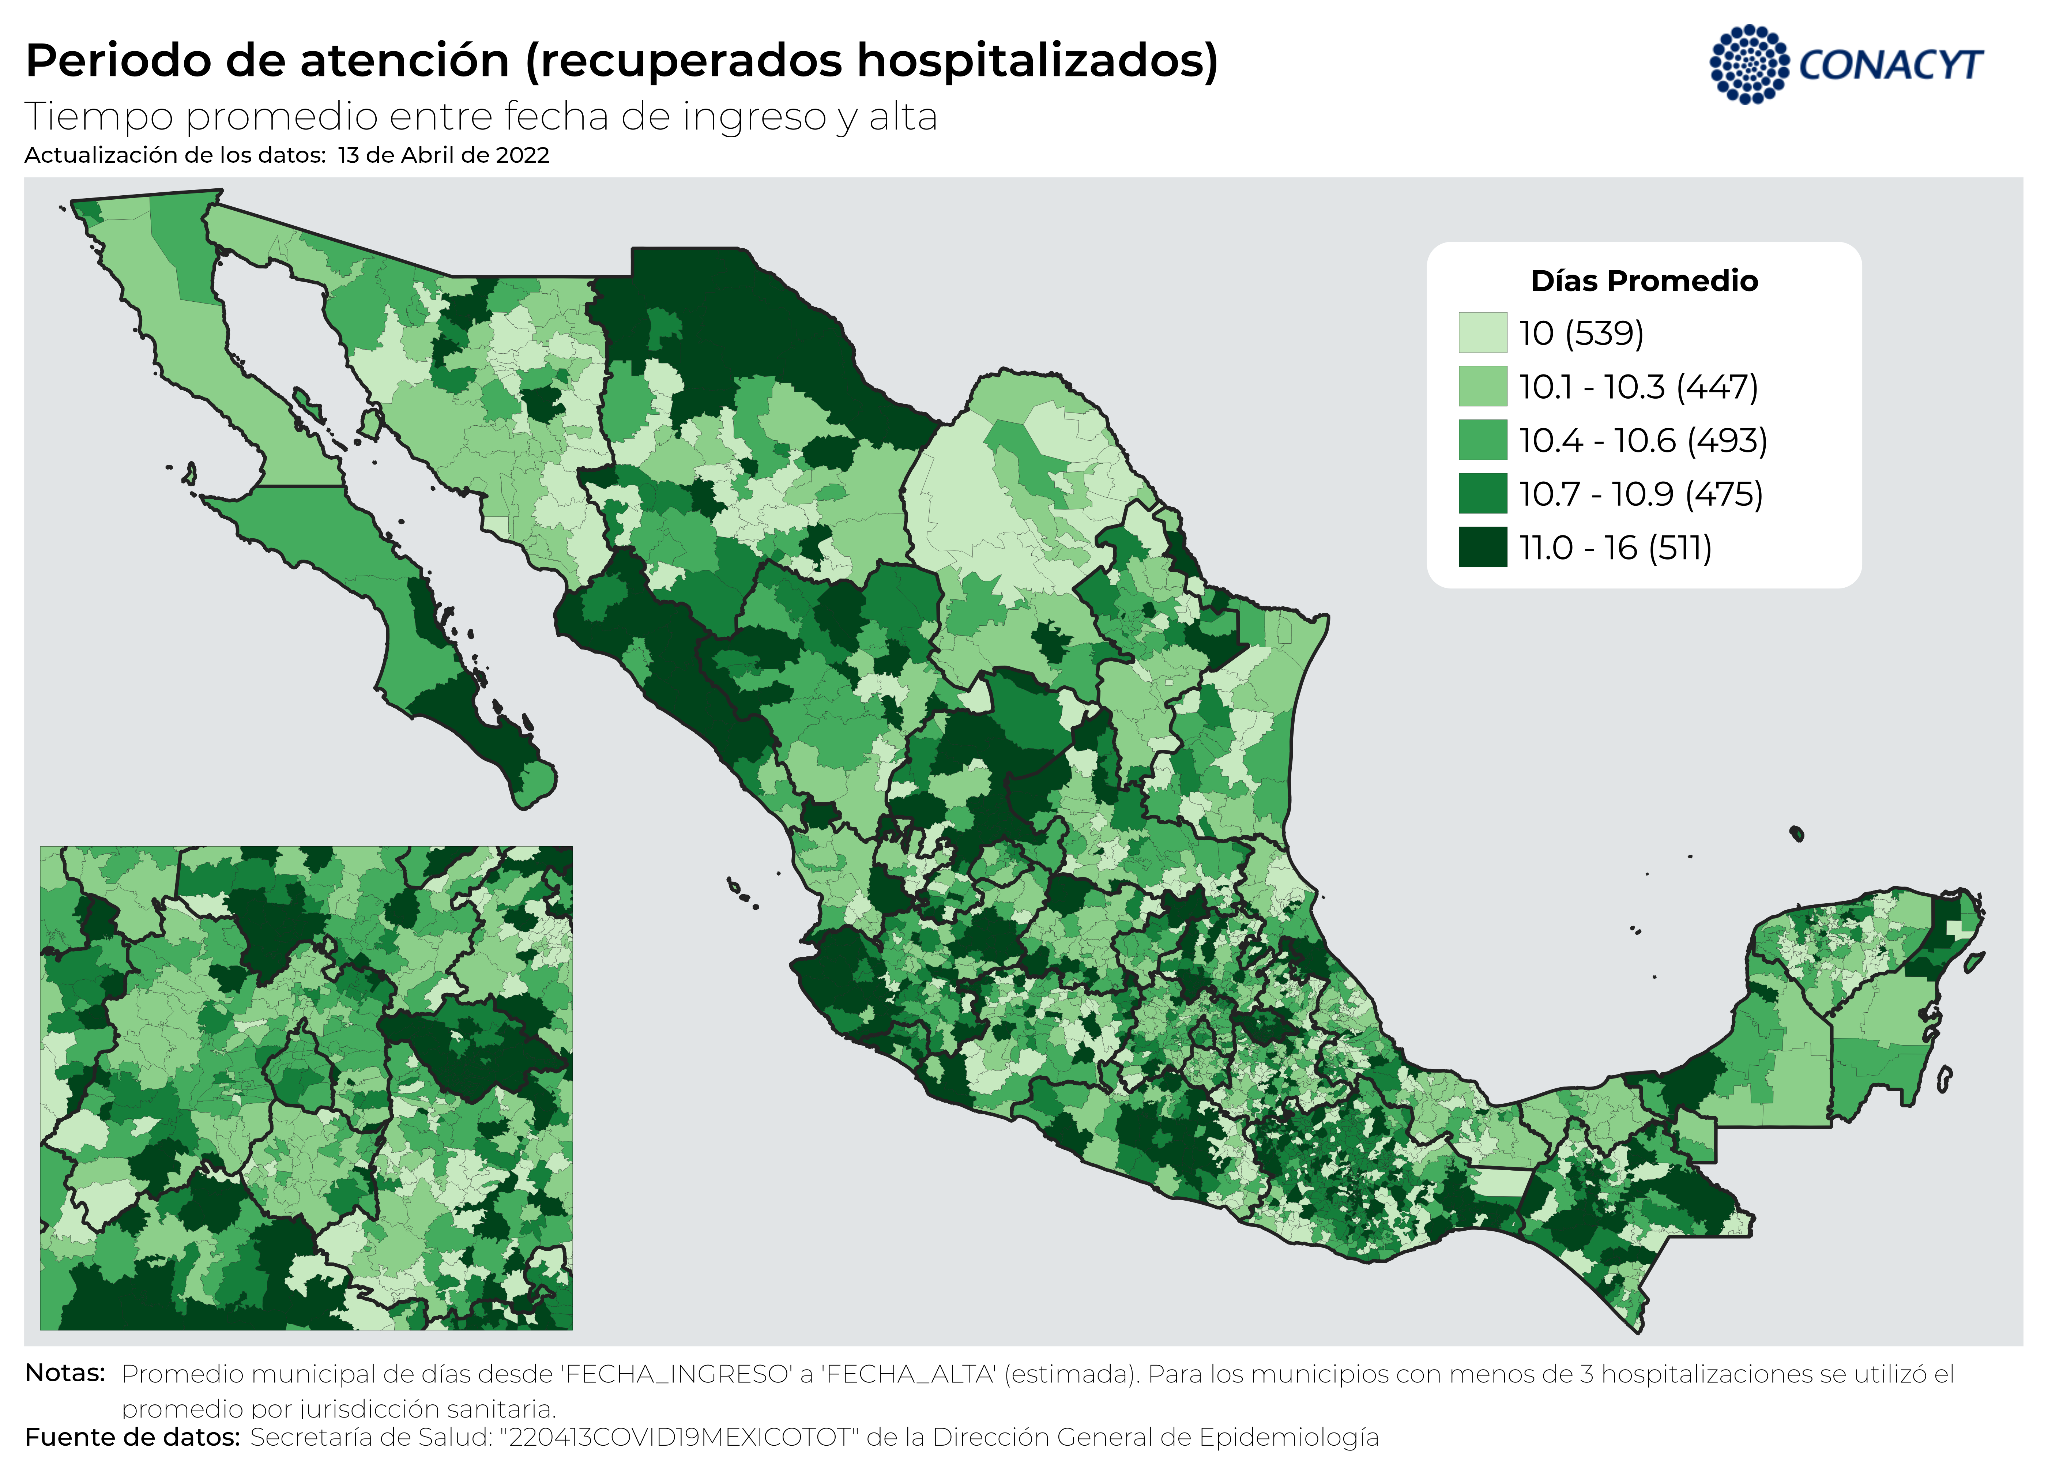 Periodo de atención (recuperados hospitalizados)
CONACYT
Tiempo promedio entre fecha de ingreso y alta
Actualización de los datos: 13 de Abril de 2022
Días Promedio
10 (539)
10.1 - 10.3 (447)
10.4 - 10.6 (493)
10.7 - 10.9 (475)
11.0 - 16 (511)
Notas: Promedio municipal de días desde 'FECHA_INGRESO' a 'FECHA_ALTA' (estimada). Para los municipios con menos de 3 hospitalizaciones se utilizó el
promedio por jurisdicción sanitaria.
Fuente de datos: Secretaría de Salud: "220413COVID19MEXICOTOT" de la Dirección General de Epidemiología